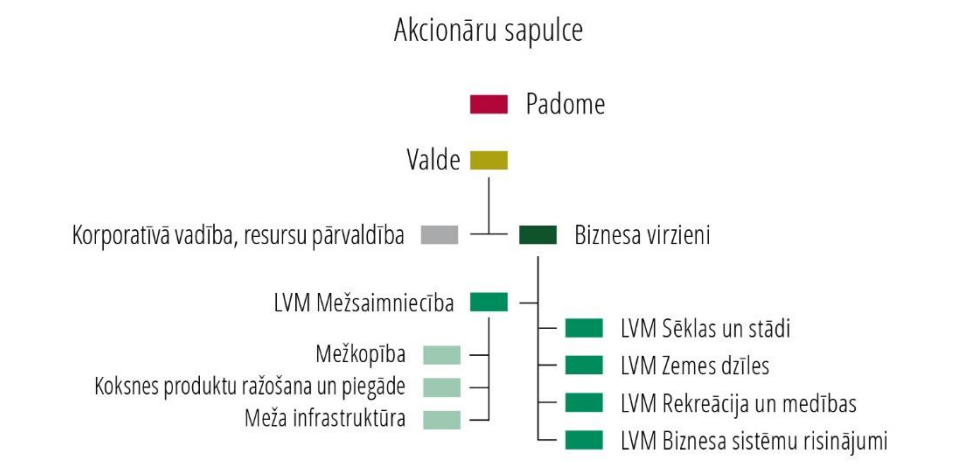 Akcionāru sapulce
Padome
Valde
Korporatīvā vadība, resursu pārvaldība
Biznesa virzieni
LVM Mežsaimniecība
Mežkopība
Koksnes produktu ražošana un piegāde
Meža infrastruktūra
LVM Sēklas un stādi
LVM Zemes dzīles
LVM Rekreācija un medības
LVM Biznesa sistēmu risinājumi